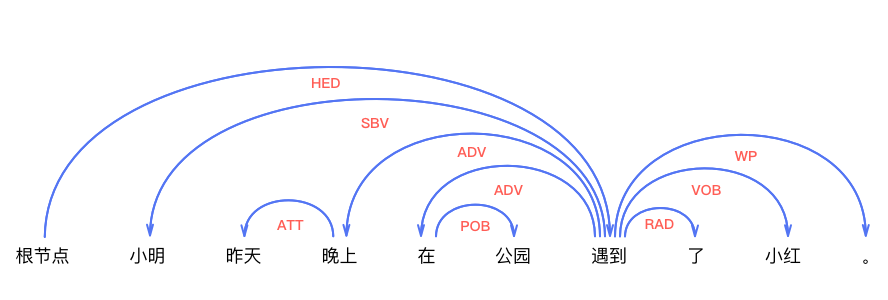 HED
SBV
ADV
WP
ADV
VOB
ATT
POB
RAD
根节点 小明 昨天 晚上 在 公园 遇到 了 小红 。